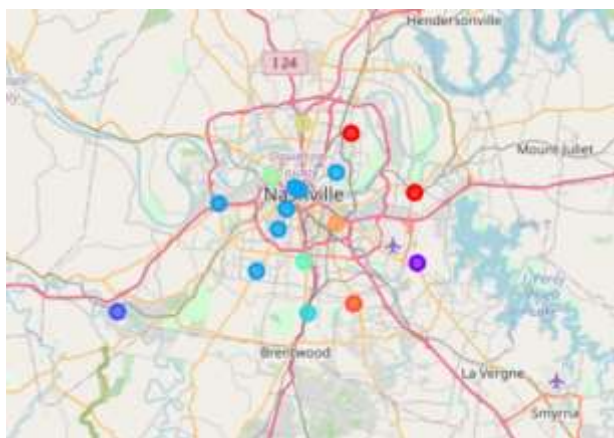 Hendersonville
I 24
Mount Juliet
Nashville
Brentwood
La Vergne
Smyrna